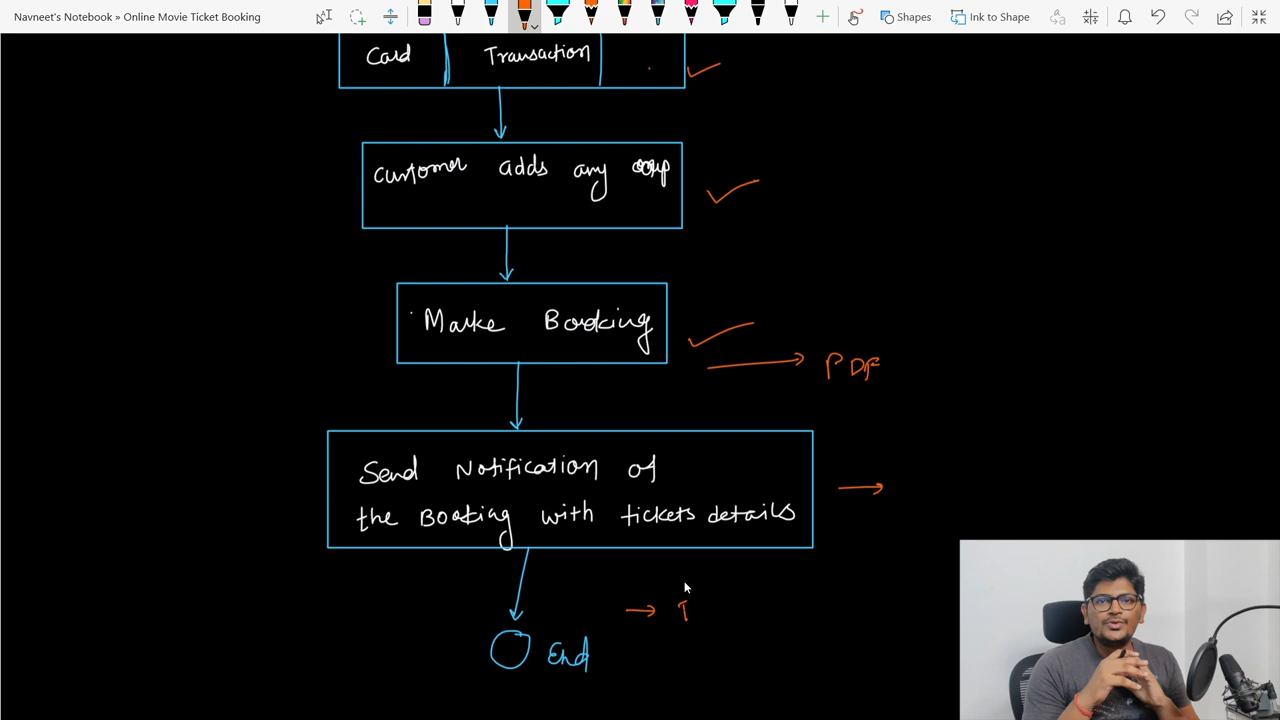 Navneet's Notebook » Online Movie Ticket Booking
Shapes
Ink to Shape
Card Transaction
Customer adds any
Make Booking
PDF
Send Notification of
the Booking with tickets details
End